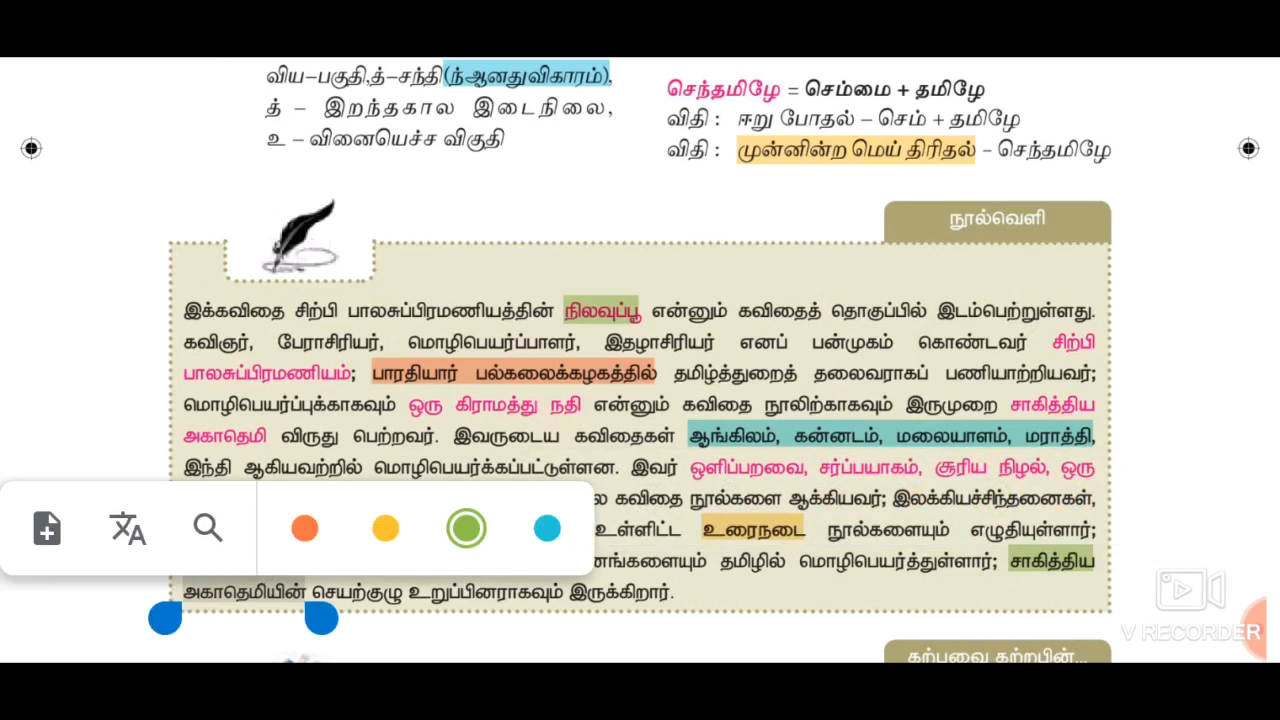 விய–பகுதி,த்–சந்தி(ந்ஆனதுவிகாரம்),
த் – இறந்தகால இடைநிலை,
உ – வினையெச்ச விகுதி
செந்தமிழே = செம்மை + தமிழே
விதி : ஈறு போதல் – செம் + தமிழே
விதி : முன்னின்ற மெய் திரிதல் – செந்தமிழே
நூல்வெளி
இக்கவிதை சிற்பி பாலசுப்பிரமணியத்தின் நிலவுப்பூ என்னும் கவிதைத் தொகுப்பில் இடம்பெற்றுள்ளது.
கவிஞர், பேராசிரியர், மொழிபெயர்ப்பாளர், இதழாசிரியர் எனப் பன்முகம் கொண்டவர் சிற்பி
பாலசுப்பிரமணியம்; பாரதியார் பல்கலைக்கழகத்தில் தமிழ்த்துறைத் தலைவராகப் பணியாற்றியவர்;
மொழிபெயர்ப்புக்காகவும் ஒரு கிராமத்து நதி என்னும் கவிதை நூலிற்காகவும் இருமுறை சாகித்திய
அகாதெமி விருது பெற்றவர். இவருடைய கவிதைகள் ஆங்கிலம், கன்னடம், மலையாளம், மராத்தி,
இந்தி ஆகியவற்றில் மொழிபெயர்க்கப்பட்டுள்ளன. இவர் ஒளிப்பறவை, சர்ப்பயாகம், சூரிய நிழல், ஒரு
கவிதை நூல்களை ஆக்கியவர்; இலக்கியச்சிந்தனைகள்,
உள்ளிட்ட உரைநடை நூல்களையும் எழுதியுள்ளார்;
தமிழில் மொழிபெயர்த்துள்ளார்; சாகித்திய
அகாதெமியின் செயற்குழு உறுப்பினராகவும் இருக்கிறார்.
V RECORDER
கற்பவை கற்றபின்...